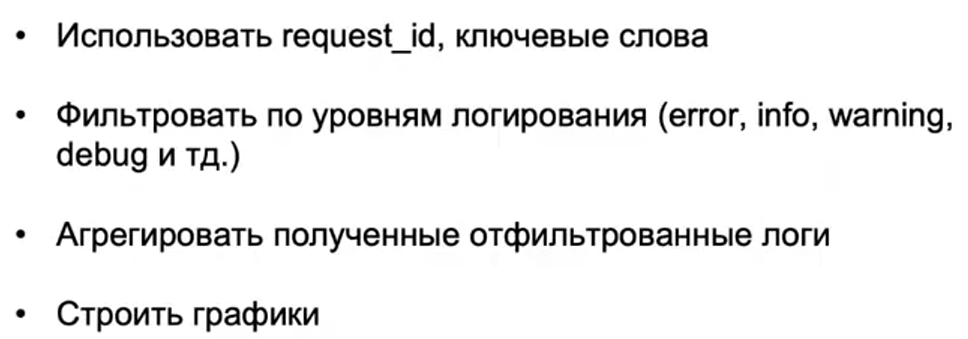 • Использовать request_id, ключевые слова
• Фильтровать по уровням логирования (error, info, warning,
debug и тд.)
• Агрегировать полученные отфильтрованные логи
• Строить графики